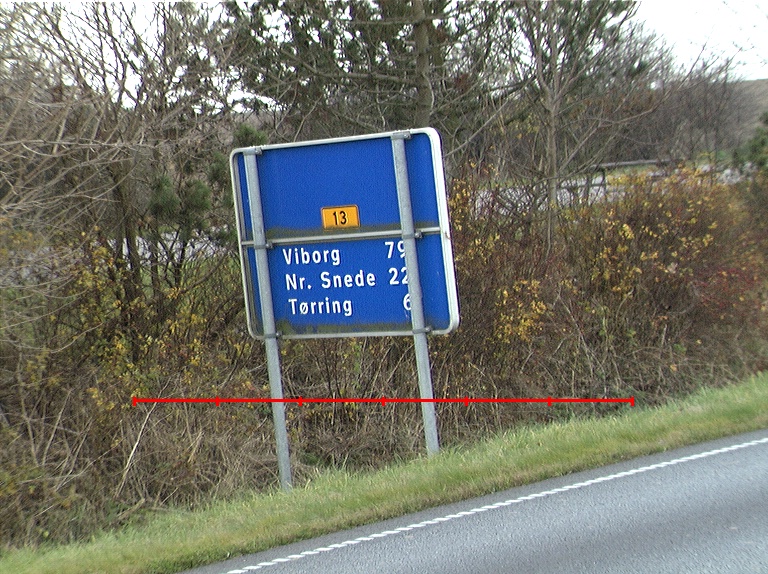 13
Viborg 79
Nr. Snede 22
Tørring 6